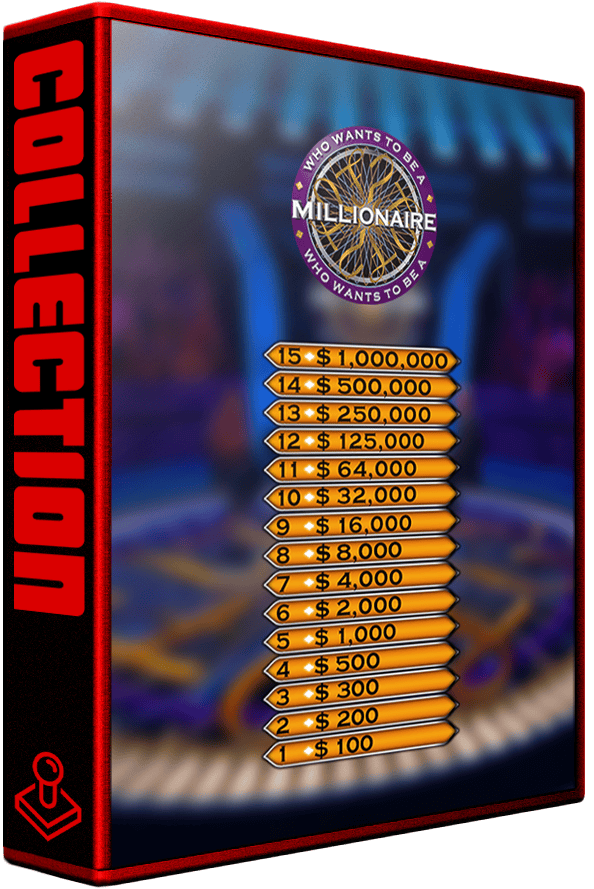 COLLECTION
WHO WANTS TO BE A
MILLIONAIRE
WHO WANTS TO BE A
15 $ 1,000,000
14 $ 500,000
13 $ 250,000
12 $ 125,000
11 $ 64,000
10 $ 32,000
9 $ 16,000
8 $ 8,000
7 $ 4,000
6 $ 2,000
5 $ 1,000
4 $ 500
3 $ 300
2 $ 200
1 $ 100